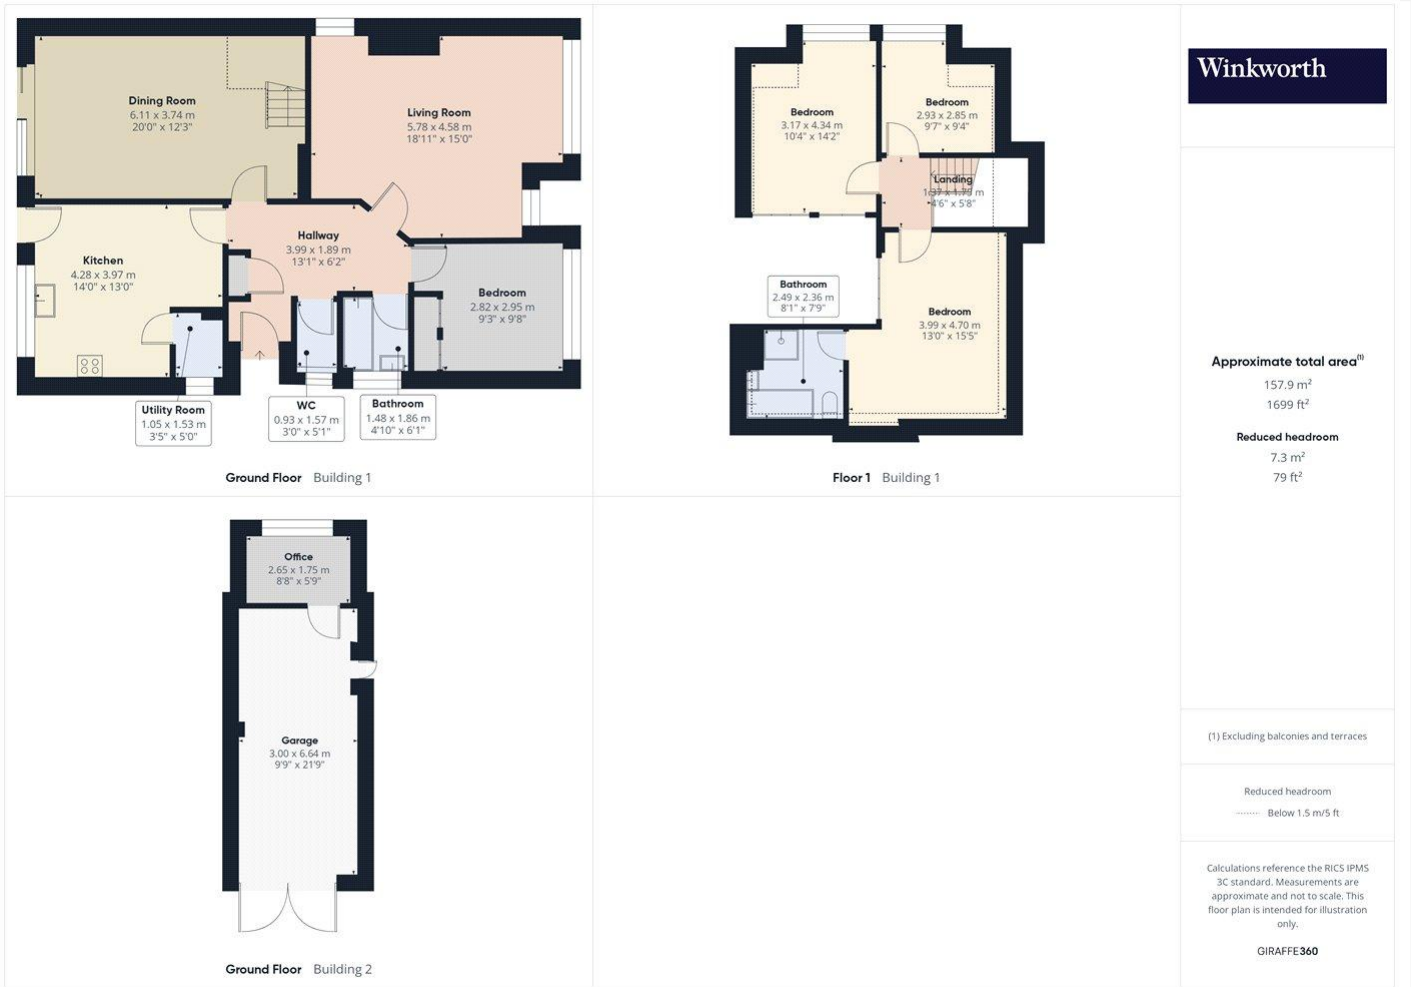 Dining Room
6.11 x 3.74 m
20'0" x 12'3"
Living Room
5.78 x 4.58 m
18'11" x 15'0"
Hallway
3.99 x 1.89 m
13'1" x 6'2"
Kitchen
4.28 x 3.97 m
14'0" x 13'0"
Bedroom
2.82 x 2.95 m
9'3" x 9'8"
Utility Room
1.05 x 1.53 m
3'5" x 5'0"
WC
0.93 x 1.57 m
3'0" x 5'1"
Bathroom
1.48 x 1.86 m
4'10" x 6'1"
Ground Floor Building 1
Bedroom
3.17 x 4.34 m
10'4" x 14'2"
Bedroom
2.93 x 2.85 m
9'7" x 9'4"
Landing
1.37 x 1.75 m
4'6" x 5'8"
Bathroom
2.49 x 2.36 m
8'1" x 7'9"
Bedroom
3.99 x 4.70 m
13'0" x 15'5"
Floor 1 Building 1
Office
2.65 x 1.75 m
8'8" x 5'9"
Garage
3.00 x 6.64 m
9'9" x 21'9"
Ground Floor Building 2
Winkworth
Approximate total area(1)
157.9 m²
1699 ft²
Reduced headroom
7.3 m²
79 ft²
(1) Excluding balconies and terraces
Reduced headroom
Below 1.5 m/5 ft
Calculations reference the RICS IPMS
3C standard. Measurements are
approximate and not to scale. This
floor plan is intended for illustration
only.
GIRAFFE360